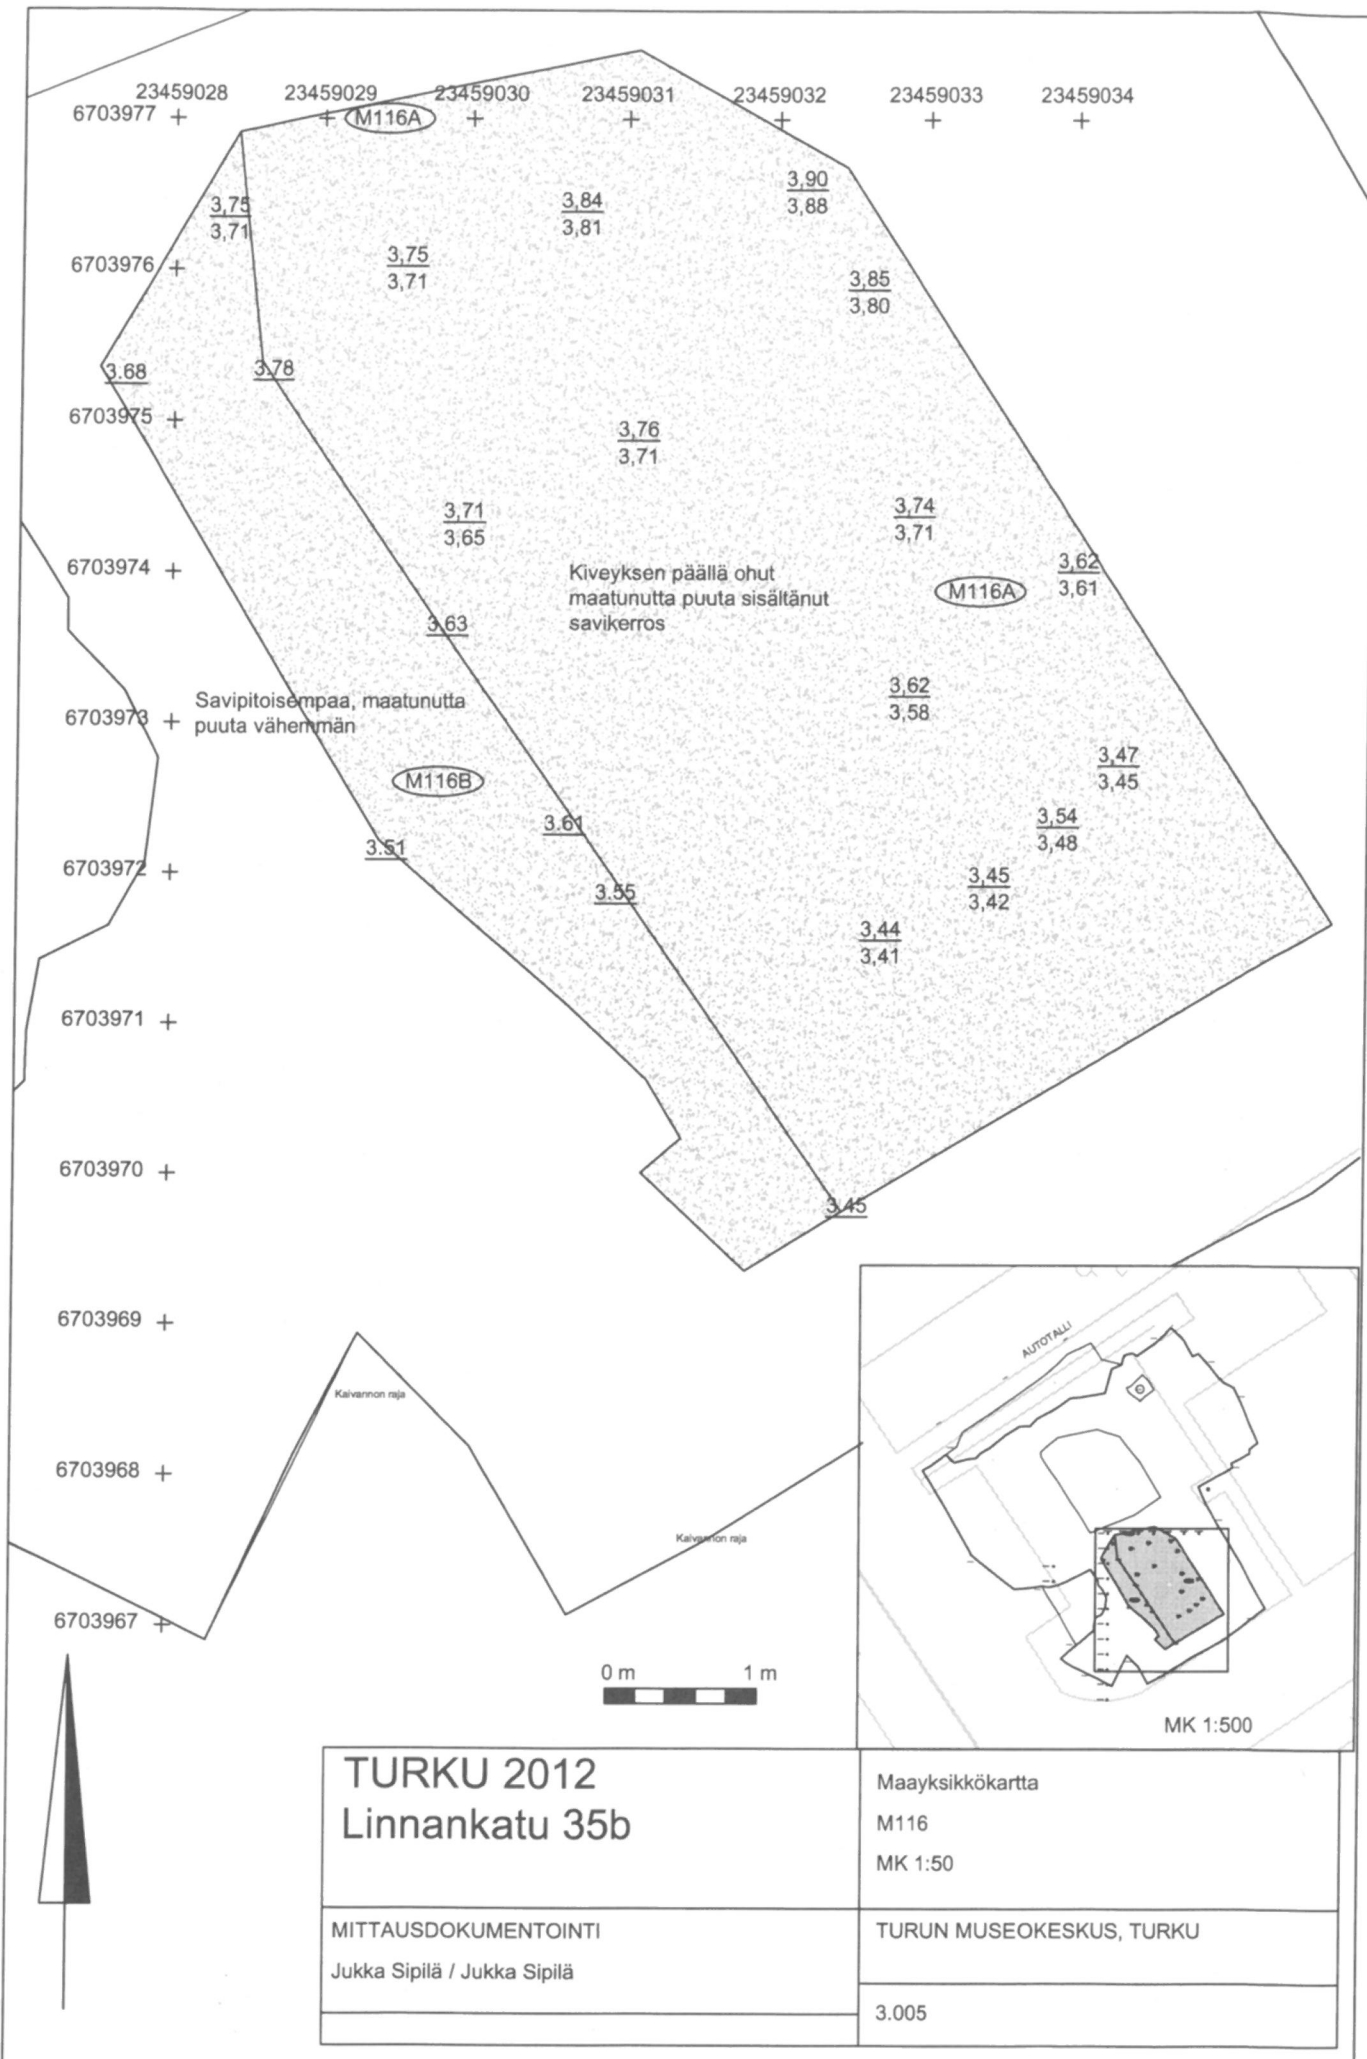 23459028 23459029 23459030 23459031 23459032 23459033 23459034
6703977
M116A
3,90
3,88
3,75
3,71
3,84
3,81
6703976
3,75
3,71
3,85
3,80
3.68
3.78
6703975
3,76
3,71
3,71
3,65
3,74
3,71
6703974
Kiveyksen päällä ohut
maatunutta puuta sisältänut
savikerros
M116A
3,62
3,61
3.63
6703973
Savipitoisempaa, maatunutta
puuta vähemmän
3,62
3,58
M116B
3,47
3,45
3.61
3,54
3,48
3.51
6703972
3.55
3,45
3,42
3,44
3,41
6703971
6703970
3.45
6703969
Kaivannon raja
6703968
Kaivannon raja
6703967
AUTOTALLI
MK 1:500
0 m 1 m
TURKU 2012
Linnankatu 35b
Maayksikkökartta
M116
MK 1:50
MITTAUSDOKUMENTOINTI
Jukka Sipilä / Jukka Sipilä
TURUN MUSEOKESKUS, TURKU
3.005